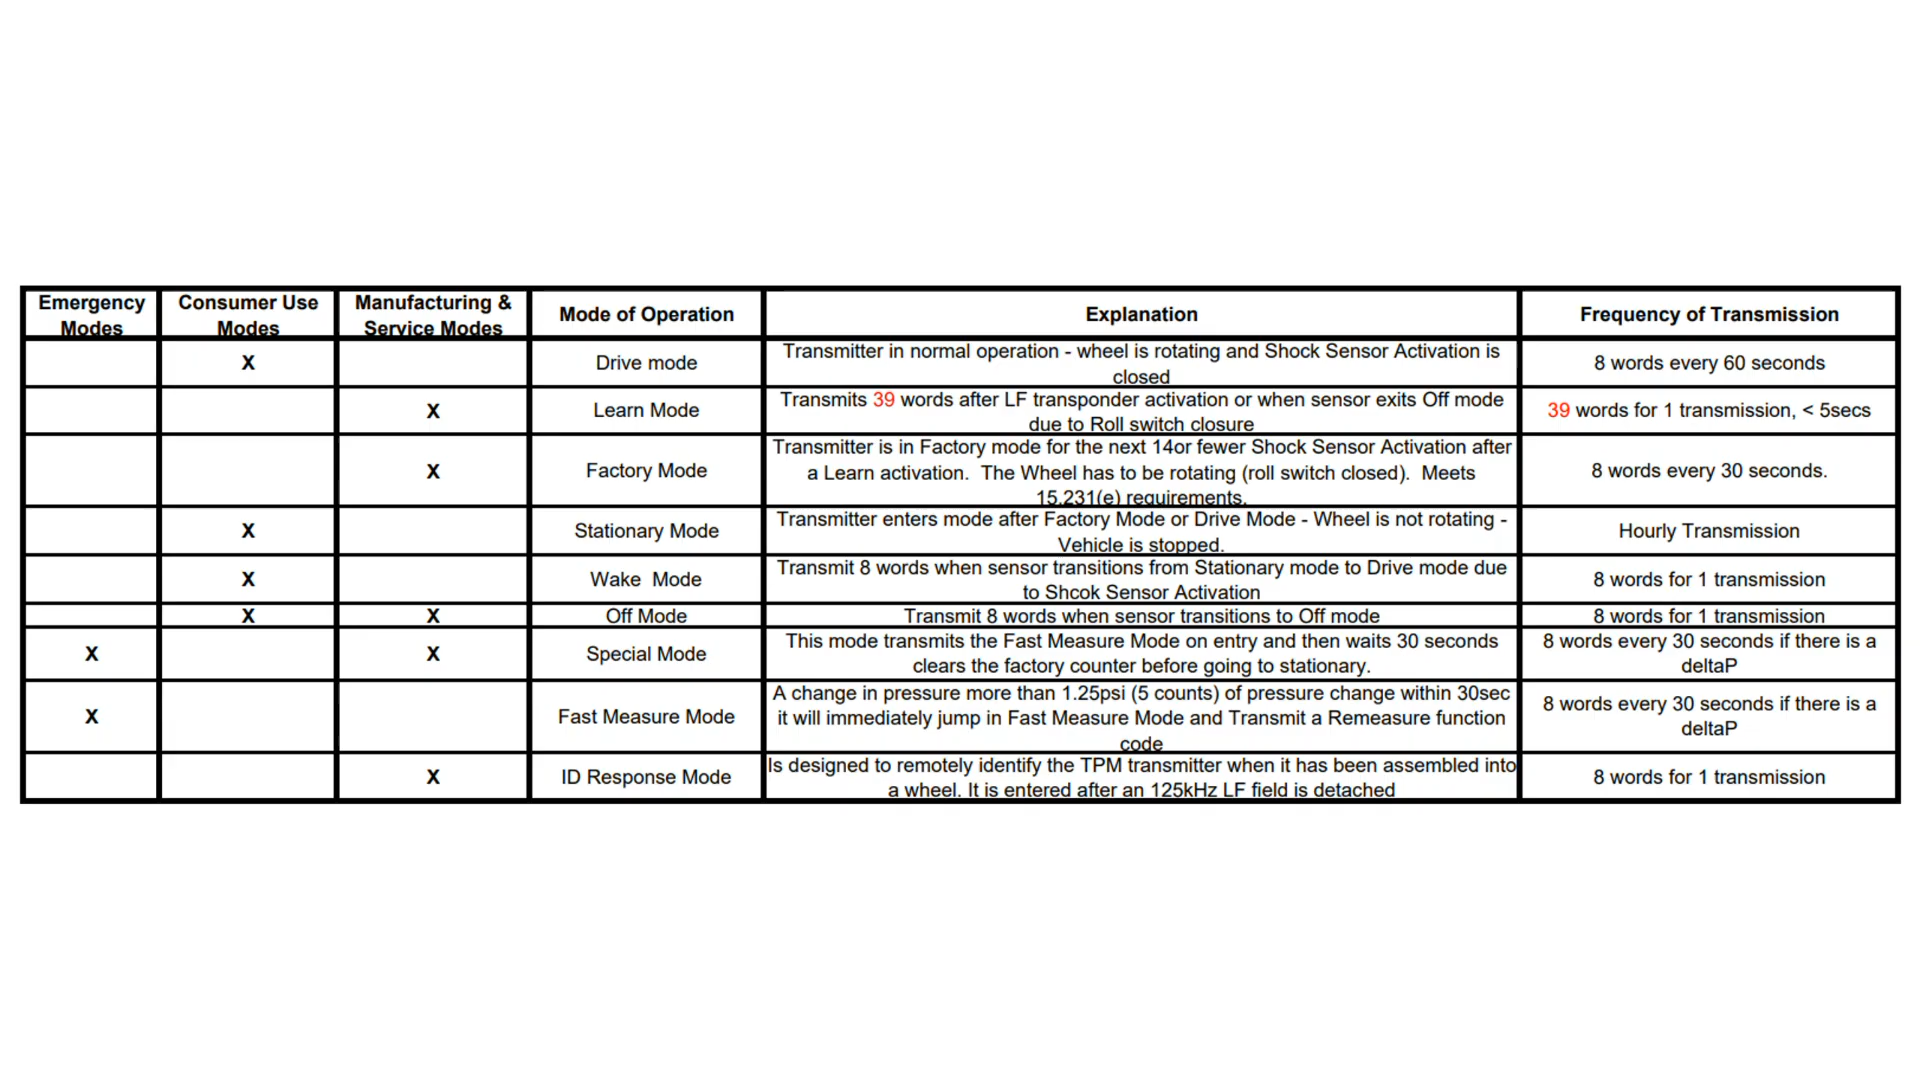 Emergency Modes | Consumer Use Modes | Manufacturing & Service Modes | Mode of Operation | Explanation | Frequency of Transmission
X
Drive mode
Transmitter in normal operation - wheel is rotating and Shock Sensor Activation is
closed
8 words every 60 seconds
X
Learn Mode
Transmits 39 words after LF transponder activation or when sensor exits Off mode
due to Roll switch closure
39 words for 1 transmission, < 5secs
X
Factory Mode
Transmitter is in Factory mode for the next 14or fewer Shock Sensor Activation after
a Learn activation.  The Wheel has to be rotating (roll switch closed).  Meets
15.231(e) requirements.
8 words every 30 seconds.
X
Stationary Mode
Transmitter enters mode after Factory Mode or Drive Mode - Wheel is not rotating -
Vehicle is stopped.
Hourly Transmission
X
Wake  Mode
Transmit 8 words when sensor transitions from Stationary mode to Drive mode due
to Shcok Sensor Activation
8 words for 1 transmission
X
X
Off Mode
Transmit 8 words when sensor transitions to Off mode
8 words for 1 transmission
X
X
Special Mode
This mode transmits the Fast Measure Mode on entry and then waits 30 seconds
clears the factory counter before going to stationary.
8 words every 30 seconds if there is a
deltaP
X
Fast Measure Mode
A change in pressure more than 1.25psi (5 counts) of pressure change within 30sec
it will immediately jump in Fast Measure Mode and Transmit a Remeasure function
code
8 words every 30 seconds if there is a
deltaP
X
ID Response Mode
Is designed to remotely identify the TPM transmitter when it has been assembled into
a wheel. It is entered after an 125kHz LF field is detached
8 words for 1 transmission